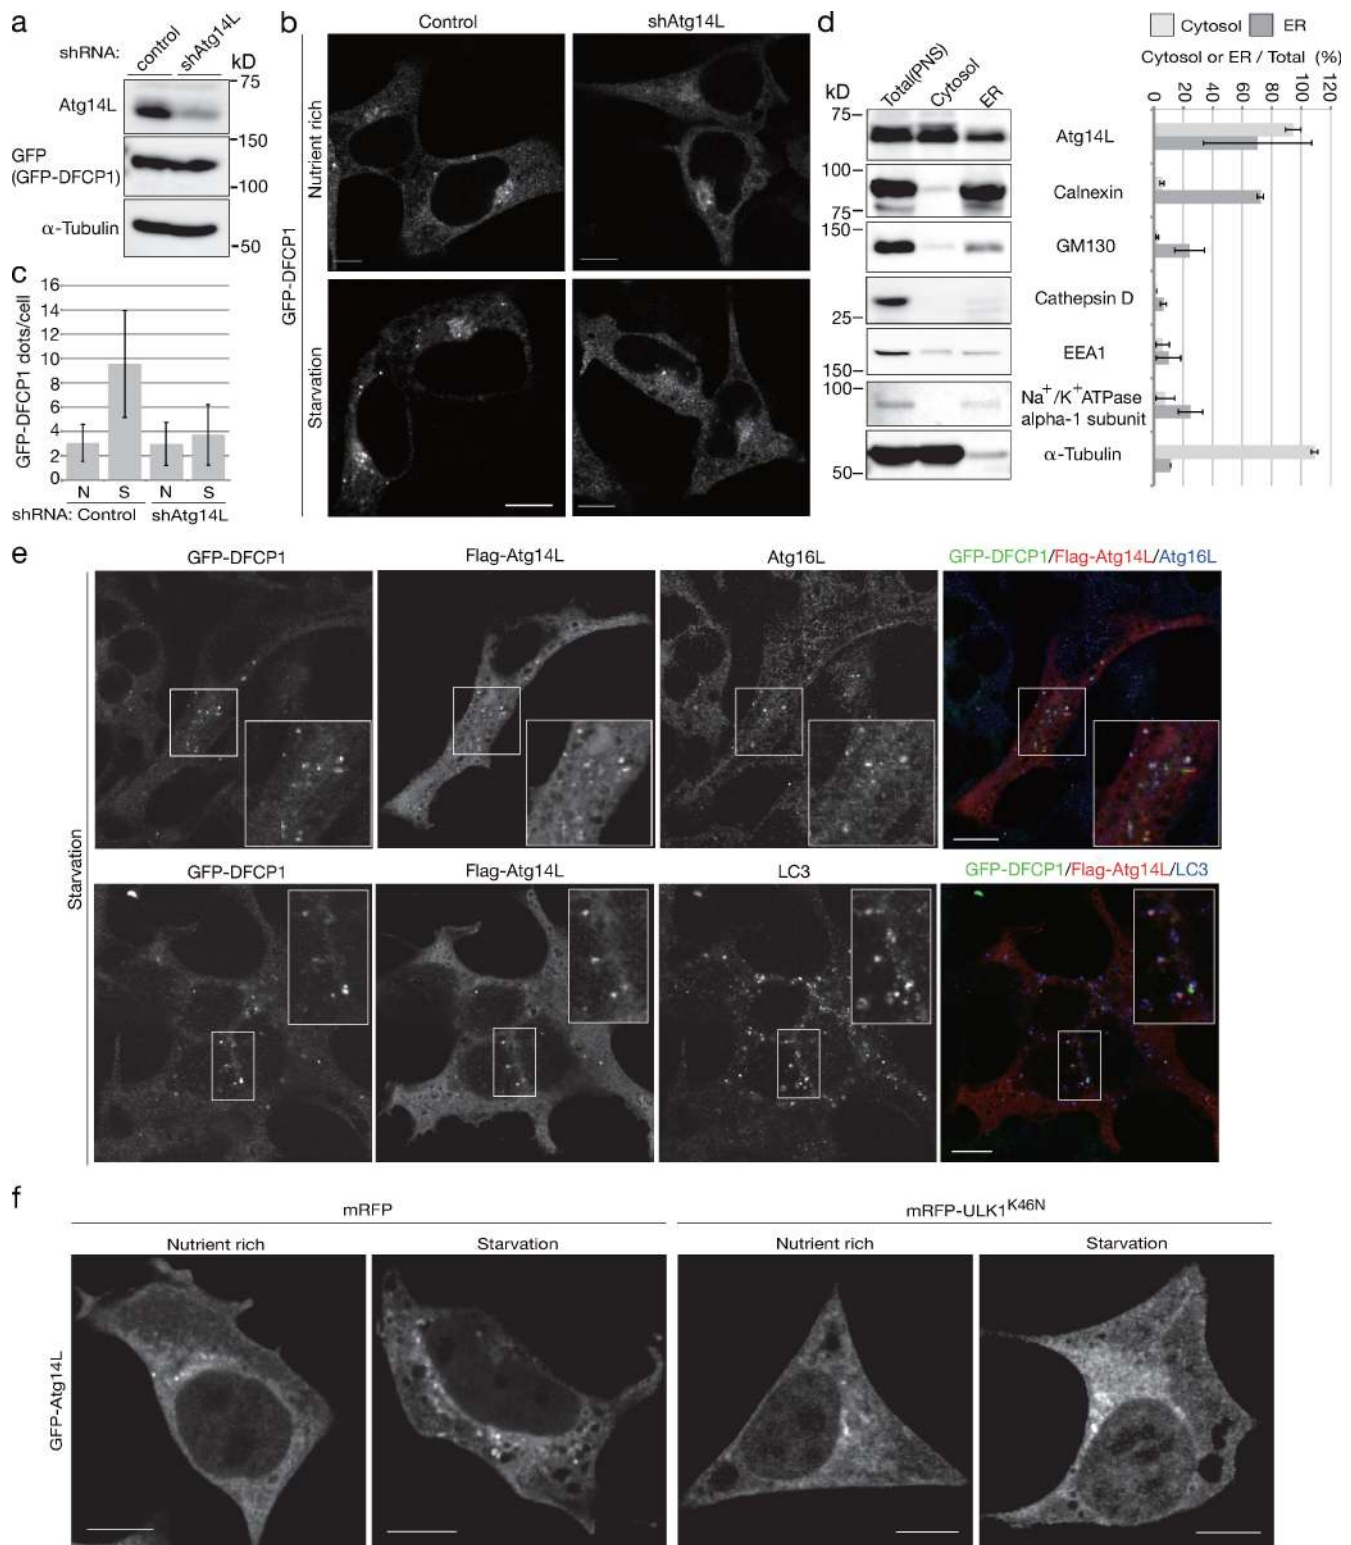 a
shRNA:
control
shAtg14L
kD
75
Atg14L
150
GFP
(GFP-DFCP1)
100
α-Tubulin
50
b
Control
shAtg14L
Nutrient rich
Starvation
GFP-DFCP1
c
GFP-DFCP1 dots/cell
16
14
12
10
8
6
4
2
0
N S N S
shRNA: Control shAtg14L
d
Cytosol ER
Cytosol or ER / Total (%)
0 20 40 60 80 100 120
kD
Total(PNS)
Cytosol
ER
75
Atg14L
100
Calnexin
75
150
GM130
Cathepsin D
25
EEA1
150
100
Na+/K+ATPase
alpha-1 subunit
α-Tubulin
50
e
Starvation
GFP-DFCP1 Flag-Atg14L Atg16L GFP-DFCP1/Flag-Atg14L/Atg16L
GFP-DFCP1 Flag-Atg14L LC3 GFP-DFCP1/Flag-Atg14L/LC3
f
mRFP mRFP-ULK1K46N
Nutrient rich Starvation Nutrient rich Starvation
GFP-Atg14L